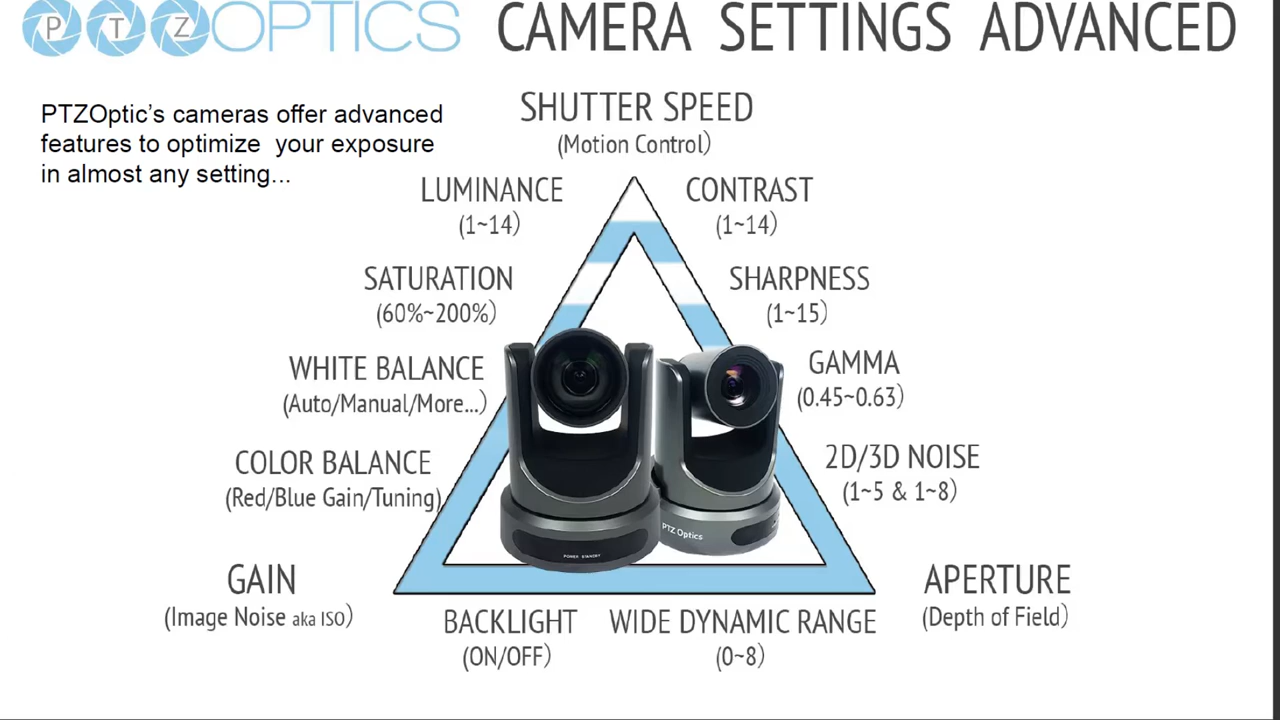 PTZOPTICS
CAMERA SETTINGS ADVANCED
PTZOptic’s cameras offer advanced
features to optimize your exposure
in almost any setting...
SHUTTER SPEED
(Motion Control)
LUMINANCE
(1~14)
CONTRAST
(1~14)
SATURATION
(60%~200%)
SHARPNESS
(1~15)
WHITE BALANCE
(Auto/Manual/More...)
GAMMA
(0.45~0.63)
COLOR BALANCE
(Red/Blue Gain/Tuning)
2D/3D NOISE
(1~5 & 1~8)
PTZ Optics
POWER STANDBY
GAIN
(Image Noise aka ISO)
APERTURE
(Depth of Field)
BACKLIGHT
(ON/OFF)
WIDE DYNAMIC RANGE
(0~8)